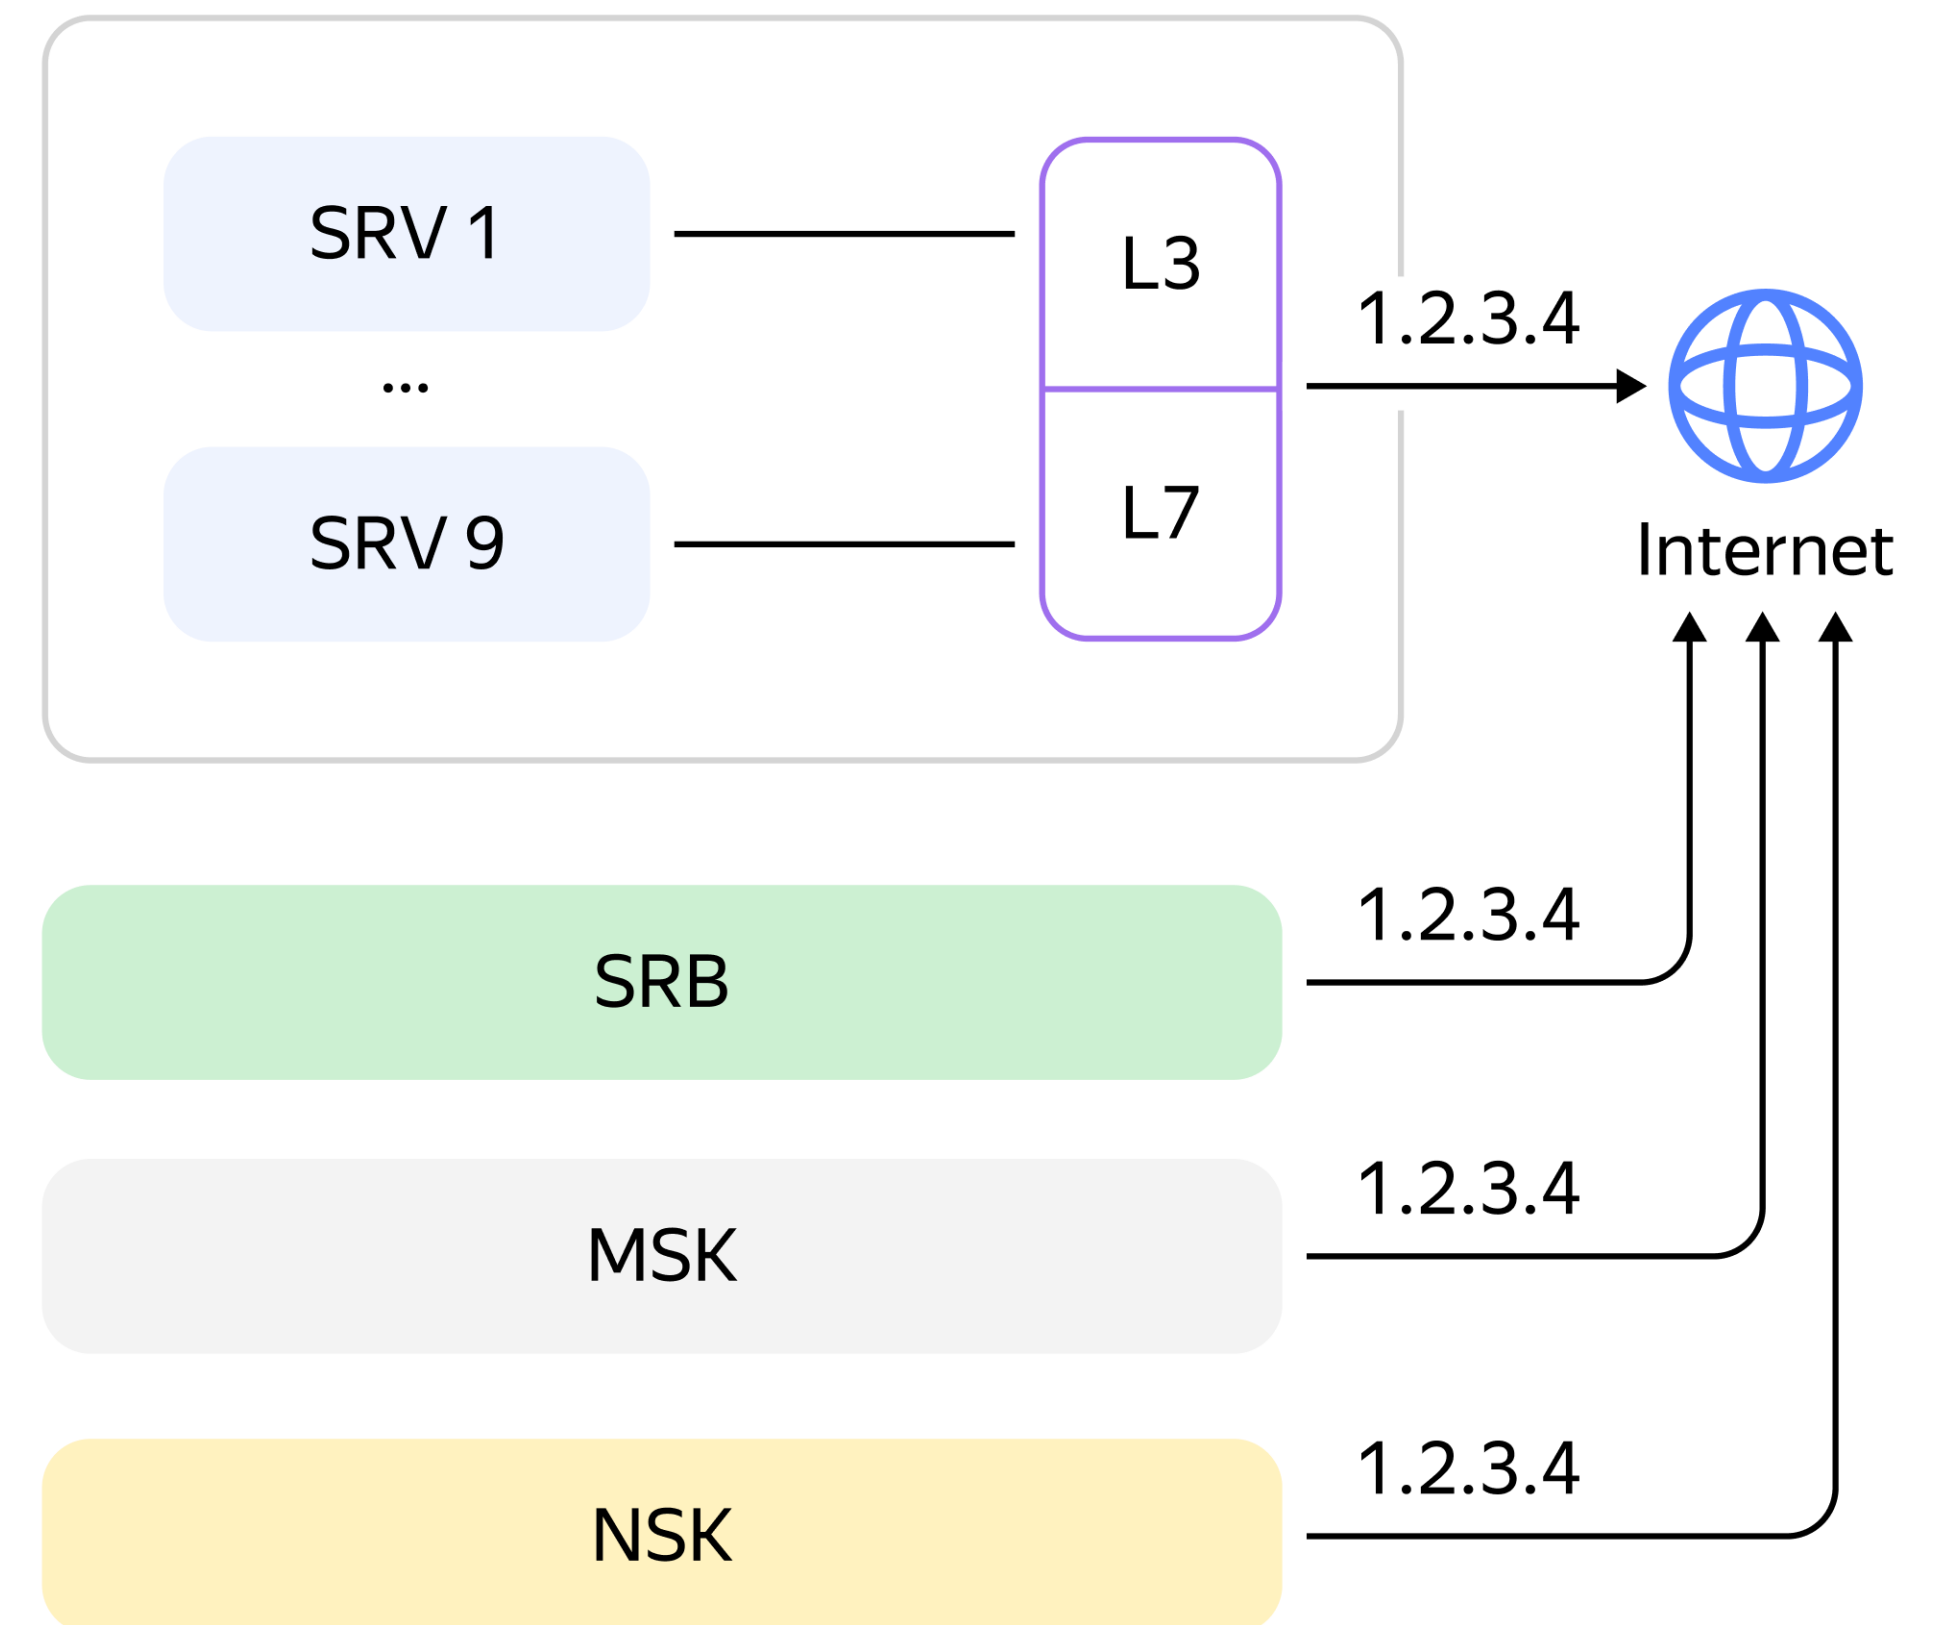 SRV 1
...
SRV 9
L3
L7
1.2.3.4
Internet
SRB
1.2.3.4
MSK
1.2.3.4
NSK
1.2.3.4